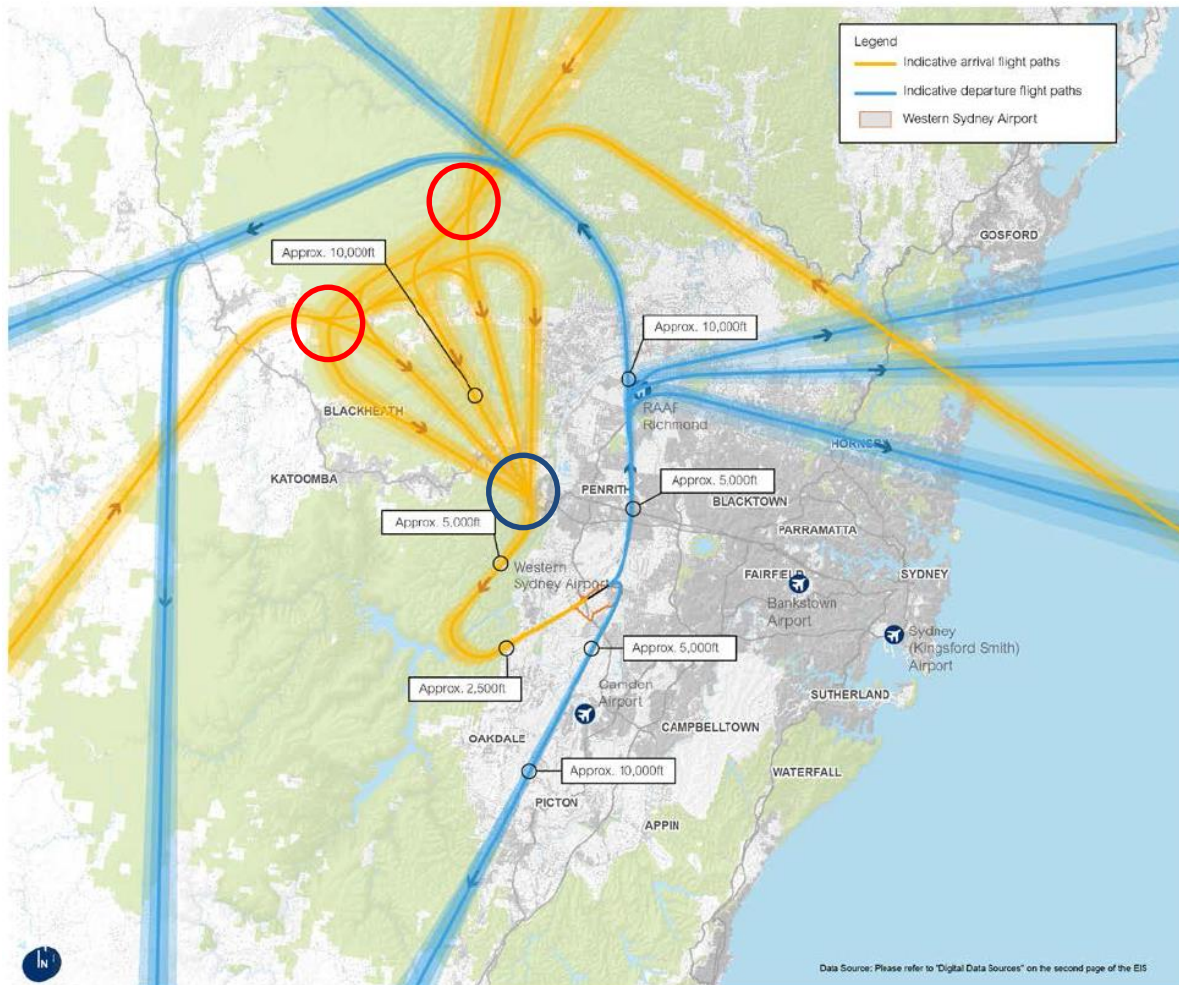 Legend
Indicative arrival flight paths
Indicative departure flight paths
Western Sydney Airport
GOSFORD
Approx. 10,000ft
Approx. 10,000ft
RAAF
Richmond
BLACKHEATH
HORNSBY
KATOOMBA
PENRITH
Approx. 5,000ft
BLACKTOWN
Approx. 5,000ft
PARRAMATTA
Western
Sydney Airport
FAIRFIELD
SYDNEY
Bankstown
Airport
Sydney
(Kingsford Smith)
Airport
Approx. 5,000ft
Approx. 2,500ft
Camden
Airport
SUTHERLAND
CAMPBELLTOWN
OAKDALE
Approx. 10,000ft
WATERFALL
PICTON
APPIN
N
Data Source: Please refer to "Digital Data Sources" on the second page of the EIS